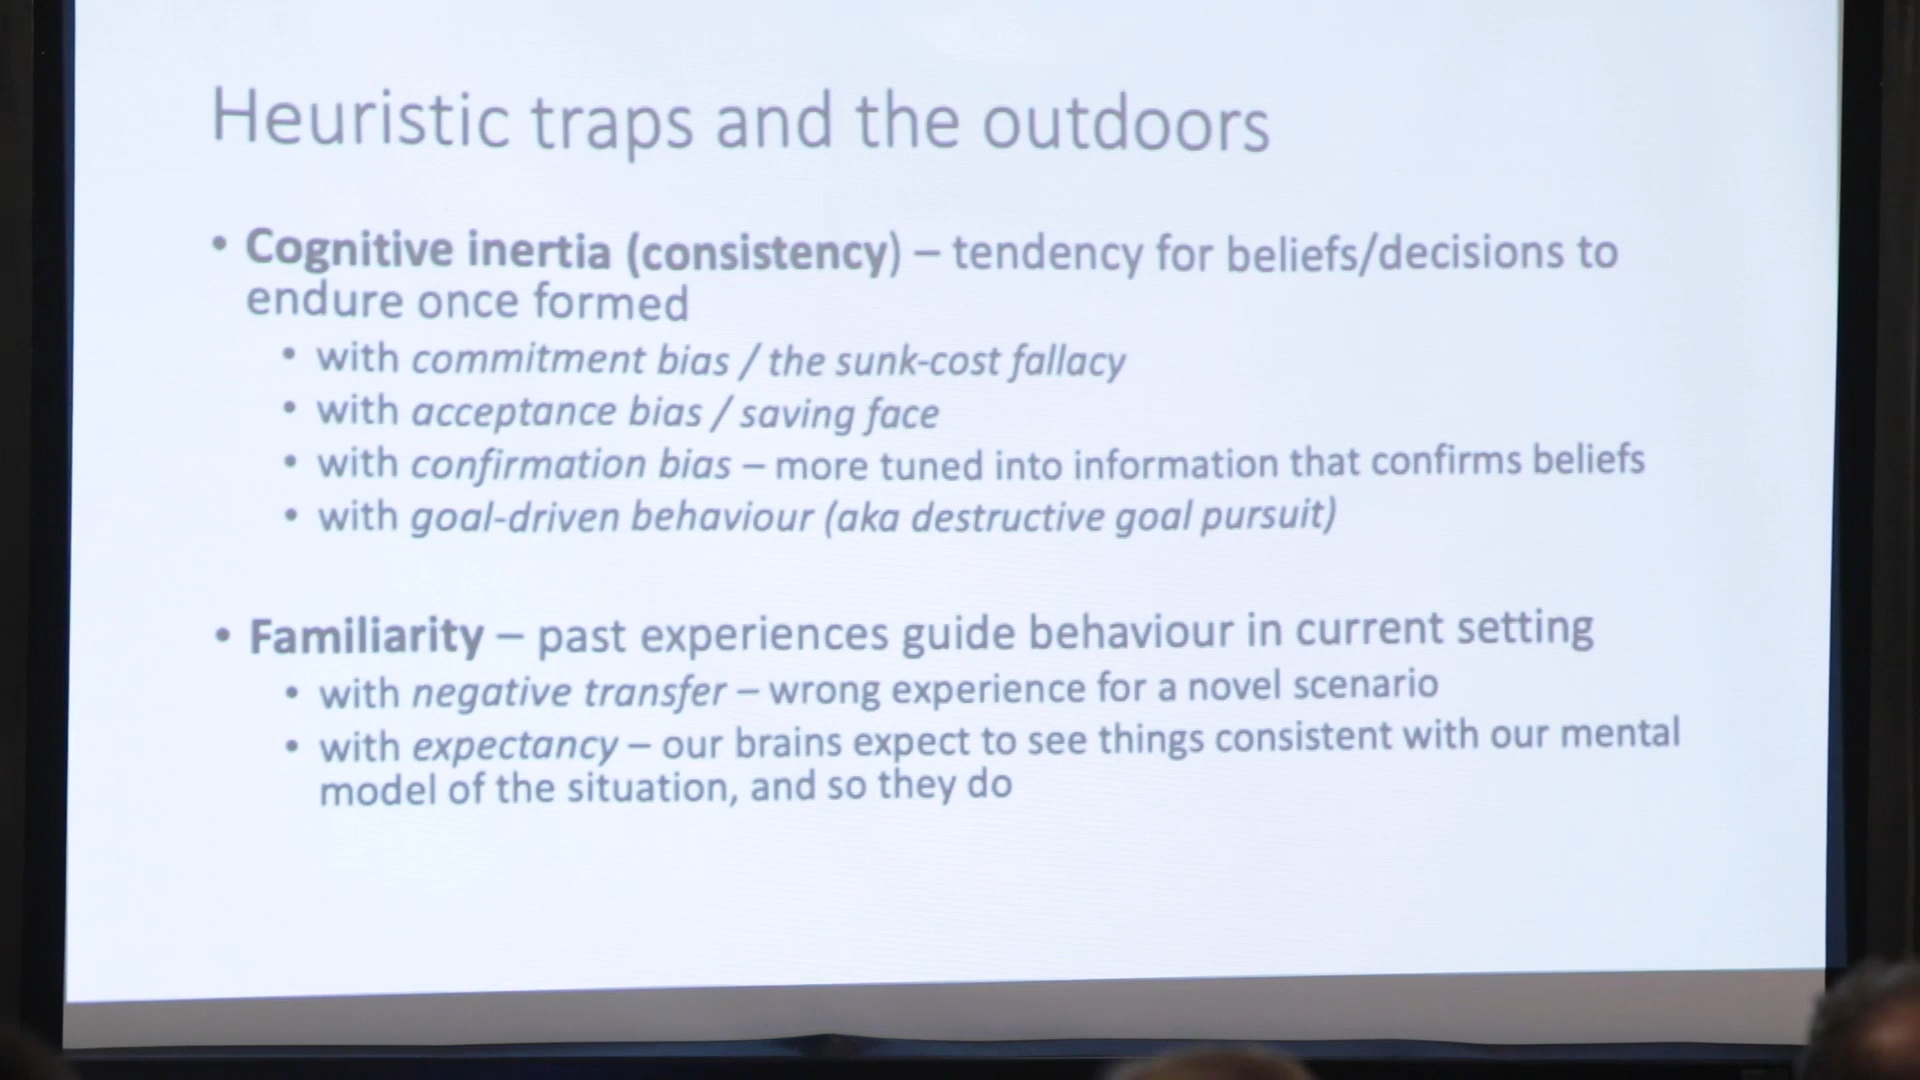 Heuristic traps and the outdoors
• Cognitive inertia (consistency) – tendency for beliefs/decisions to
endure once formed
• with commitment bias / the sunk-cost fallacy
• with acceptance bias / saving face
• with confirmation bias – more tuned into information that confirms beliefs
• with goal-driven behaviour (aka destructive goal pursuit)
• Familiarity – past experiences guide behaviour in current setting
• with negative transfer – wrong experience for a novel scenario
• with expectancy – our brains expect to see things consistent with our mental
model of the situation, and so they do